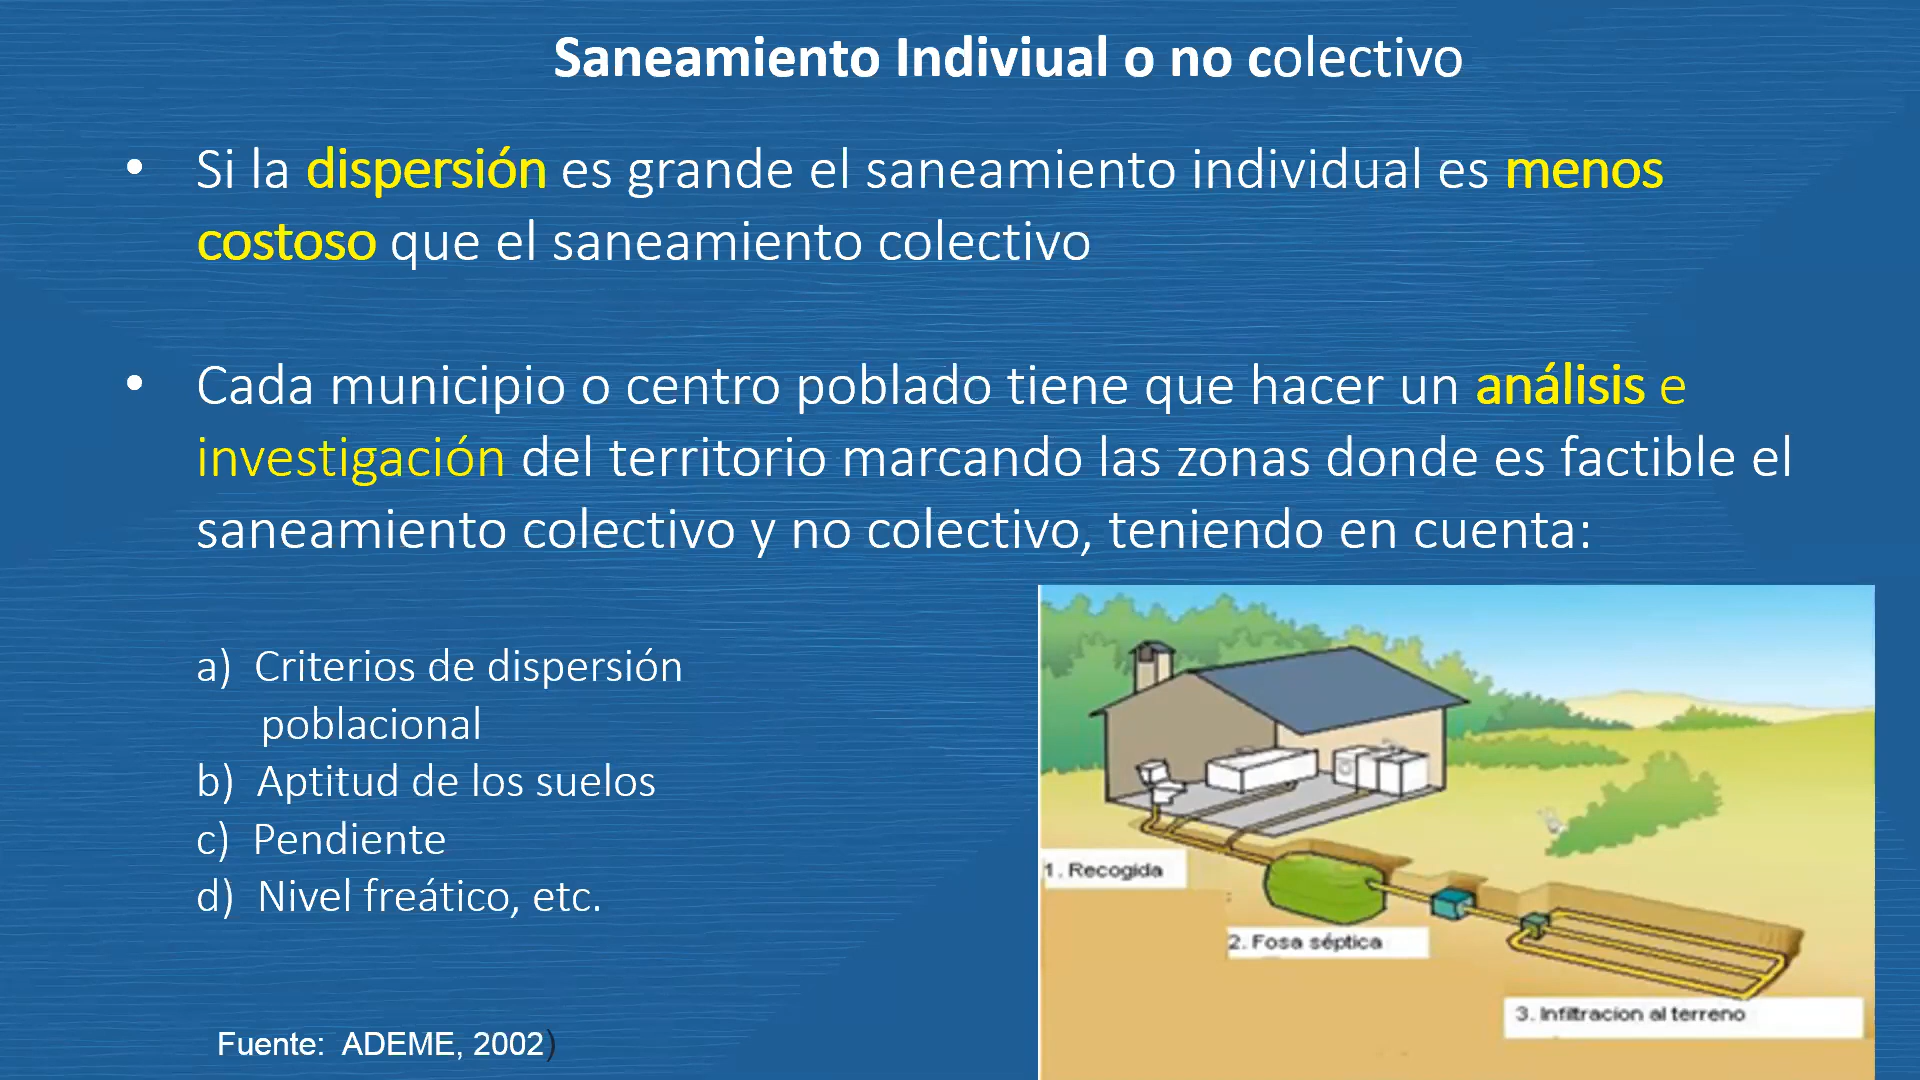 Saneamiento Indiviual o no colectivo
• Si la dispersión es grande el saneamiento individual es menos
costoso que el saneamiento colectivo
• Cada municipio o centro poblado tiene que hacer un análisis e
investigación del territorio marcando las zonas donde es factible el
saneamiento colectivo y no colectivo, teniendo en cuenta:
a) Criterios de dispersión
poblacional
b) Aptitud de los suelos
c) Pendiente
d) Nivel freático, etc.
1. Recogida
2. Fosa séptica
3. Infiltracion al terreno
Fuente: ADEME, 2002)